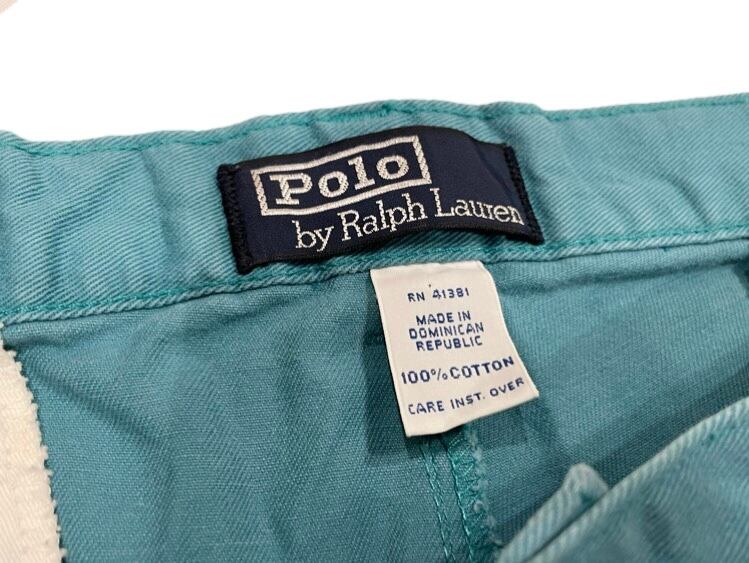 Polo
by Ralph Lauren
RN 41381
MADE IN
DOMINICAN
REPUBLIC
100% COTTON
CARE INST. OVER